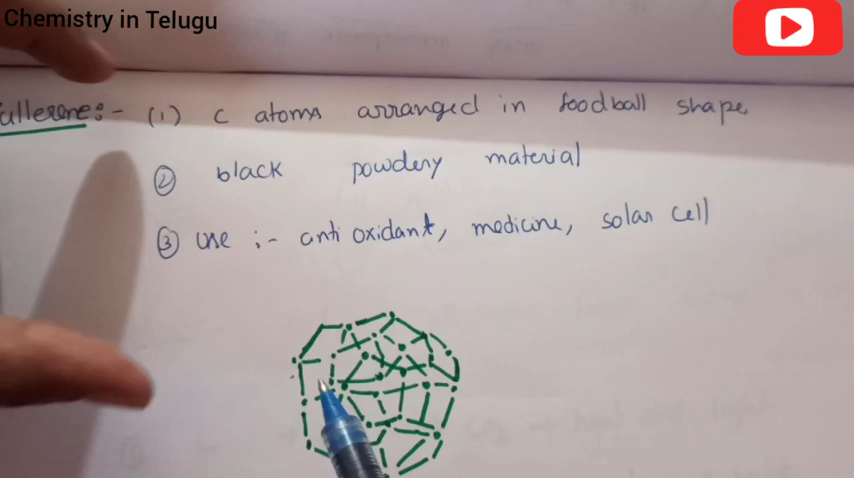 Chemistry in Telugu
ullerene:- (1) C atoms arranged in foodball shape
② black powdery material
③ use :- anti oxidant, medicine, solar cell